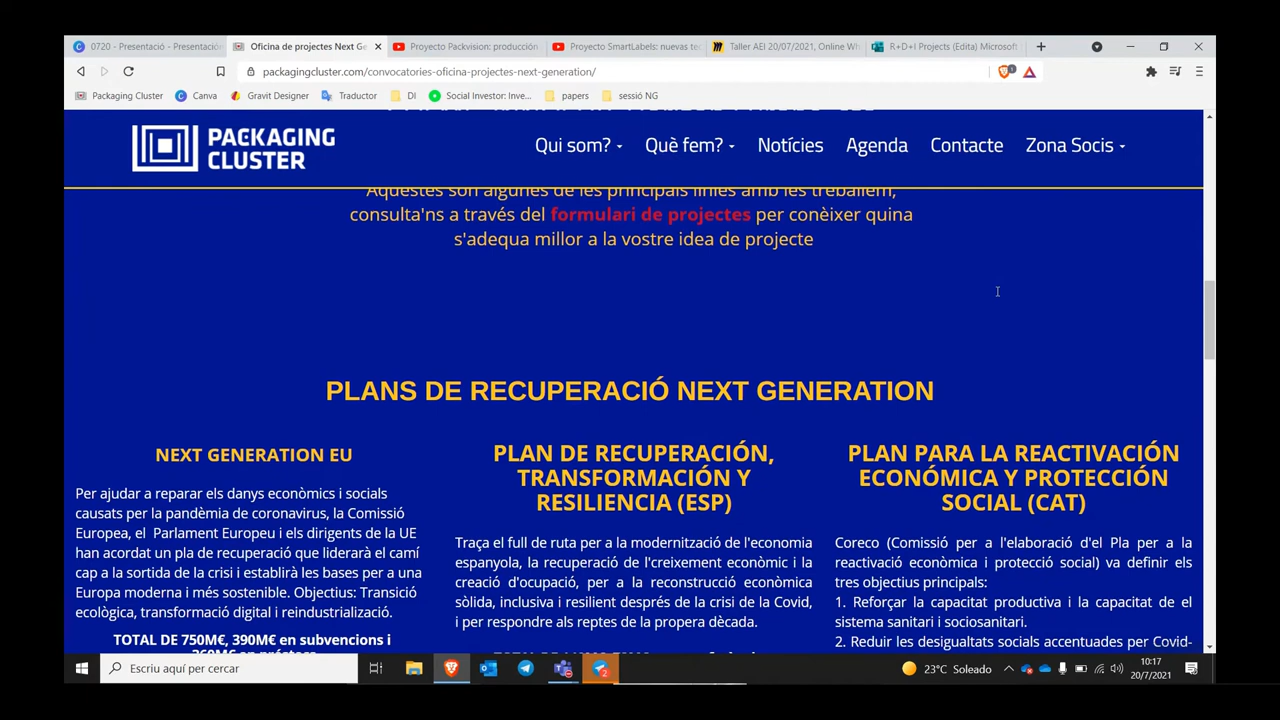 0720 - Presentació - Presentació
Oficina de projectes Next Ge
Proyecto Packvision: producción
Proyecto SmartLabels: nuevas te
Taller AEI 20/07/2021, Online Wh
R+D+I Projects (Edita) Microsoft
packagingcluster.com/convocatories-oficina-projectes-next-generation/
Packaging Cluster
Canva
Gravit Designer
Traductor
DI
Social Investor: Inve...
papers
sessió NG
PACKAGING
CLUSTER
Qui som?
Què fem?
Notícies
Agenda
Contacte
Zona Socis
Aquestes son algunes de les principals línies amb les treballem,
consulta'ns a través del formulari de projectes per conèixer quina
s'adequa millor a la vostre idea de projecte
PLANS DE RECUPERACIÓ NEXT GENERATION
NEXT GENERATION EU
Per ajudar a reparar els danys econòmics i socials
causats per la pandèmia de coronavirus, la Comissió
Europea, el Parlament Europeu i els dirigents de la UE
han acordat un pla de recuperació que liderarà el camí
cap a la sortida de la crisi i establirà les bases per a una
Europa moderna i més sostenible. Objectius: Transició
ecològica, transformació digital i reindustrializació.
TOTAL DE 750M€, 390M€ en subvencions i
PLAN DE RECUPERACIÓN,
TRANSFORMACIÓN Y
RESILIENCIA (ESP)
Traça el full de ruta per a la modernització de l'economia
espanyola, la recuperació de l'creixement econòmic i la
creació d'ocupació, per a la reconstrucció econòmica
sòlida, inclusiva i resilient després de la crisi de la Covid,
i per respondre als reptes de la propera dècada.
PLAN PARA LA REACTIVACIÓN
ECONÓMICA Y PROTECCIÓN
SOCIAL (CAT)
Coreco (Comissió per a l'elaboració d'el Pla per a la
reactivació econòmica i protecció social) va definir els
tres objectius principals:
1. Reforçar la capacitat productiva i la capacitat de el
sistema sanitari i sociosanitari.
2. Reduir les desigualtats socials accentuades per Covid-
Escriu aquí per cercar
23°C Soleado
10:17
20/7/2021